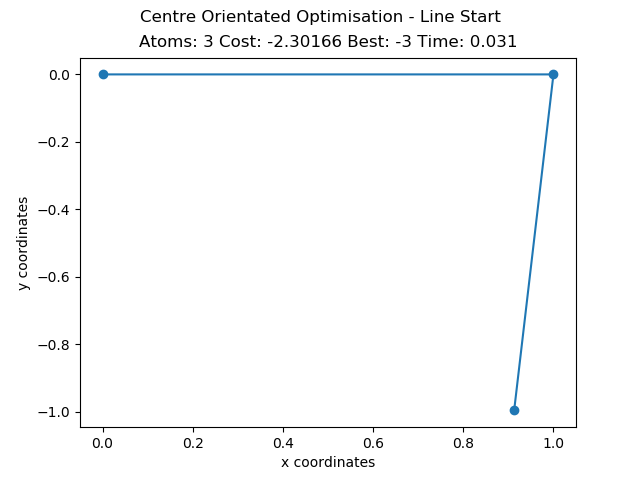 Centre Orientated Optimisation - Line Start
Atoms: 3 Cost: -2.30166 Best: -3 Time: 0.031
0.0
−0.2
−0.4
−0.6
−0.8
−1.0
y coordinates
0.0 0.2 0.4 0.6 0.8 1.0
x coordinates